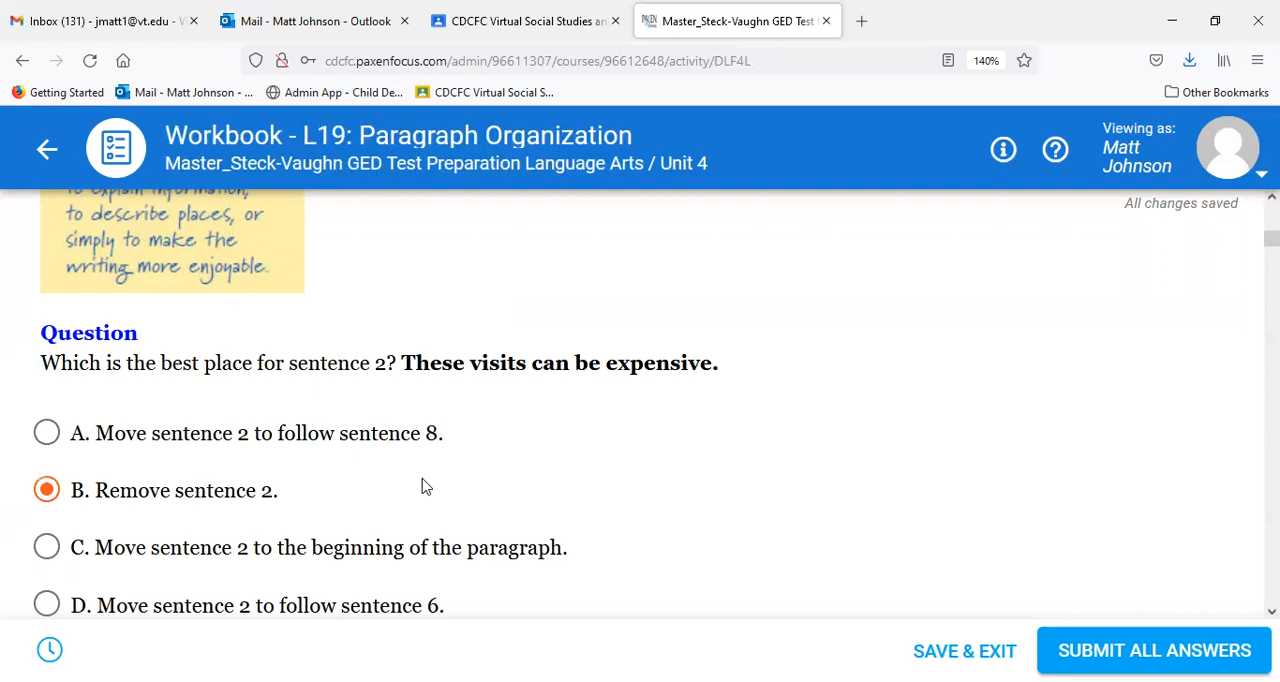 Inbox (131) - jmatt1@vt.edu - V
Mail - Matt Johnson - Outlook
CDCFC Virtual Social Studies an
PAXEN
Master_Steck-Vaughn GED Test
cdcfc.paxenfocus.com/admin/96611307/courses/96612648/activity/DLF4L
140%
Getting Started
Mail - Matt Johnson - ...
Admin App - Child De...
CDCFC Virtual Social S...
Other Bookmarks
Workbook - L19: Paragraph Organization
Master_Steck-Vaughn GED Test Preparation Language Arts / Unit 4
Viewing as:
Matt
Johnson
All changes saved
to explain information,
to describe places, or
simply to make the
writing more enjoyable.
Question
Which is the best place for sentence 2? These visits can be expensive.
A. Move sentence 2 to follow sentence 8.
B. Remove sentence 2.
C. Move sentence 2 to the beginning of the paragraph.
D. Move sentence 2 to follow sentence 6.
SAVE & EXIT
SUBMIT ALL ANSWERS